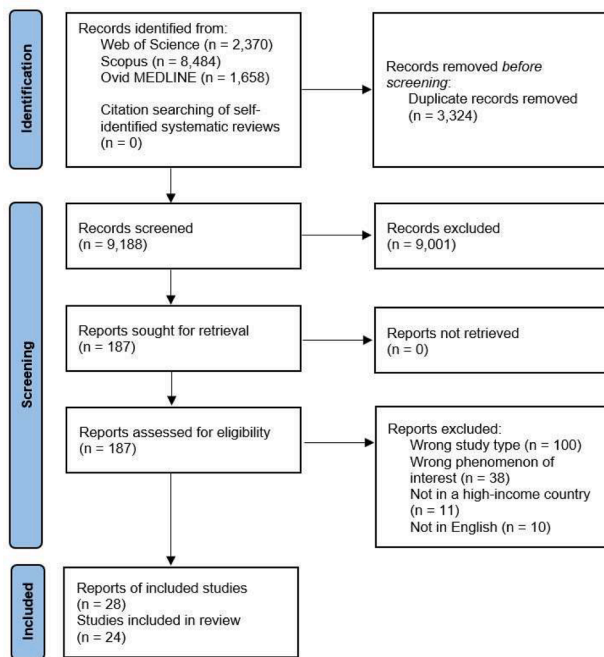 Identification
Records identified from:
Web of Science (n = 2,370)
Scopus (n = 8,484)
Ovid MEDLINE (n = 1,658)
Citation searching of self-
identified systematic reviews
(n = 0)
Records removed before
screening:
Duplicate records removed
(n = 3,324)
Screening
Records screened
(n = 9,188)
Records excluded
(n = 9,001)
Reports sought for retrieval
(n = 187)
Reports not retrieved
(n = 0)
Reports assessed for eligibility
(n = 187)
Reports excluded:
Wrong study type (n = 100)
Wrong phenomenon of
interest (n = 38)
Not in a high-income country
(n = 11)
Not in English (n = 10)
Included
Reports of included studies
(n = 28)
Studies included in review
(n = 24)